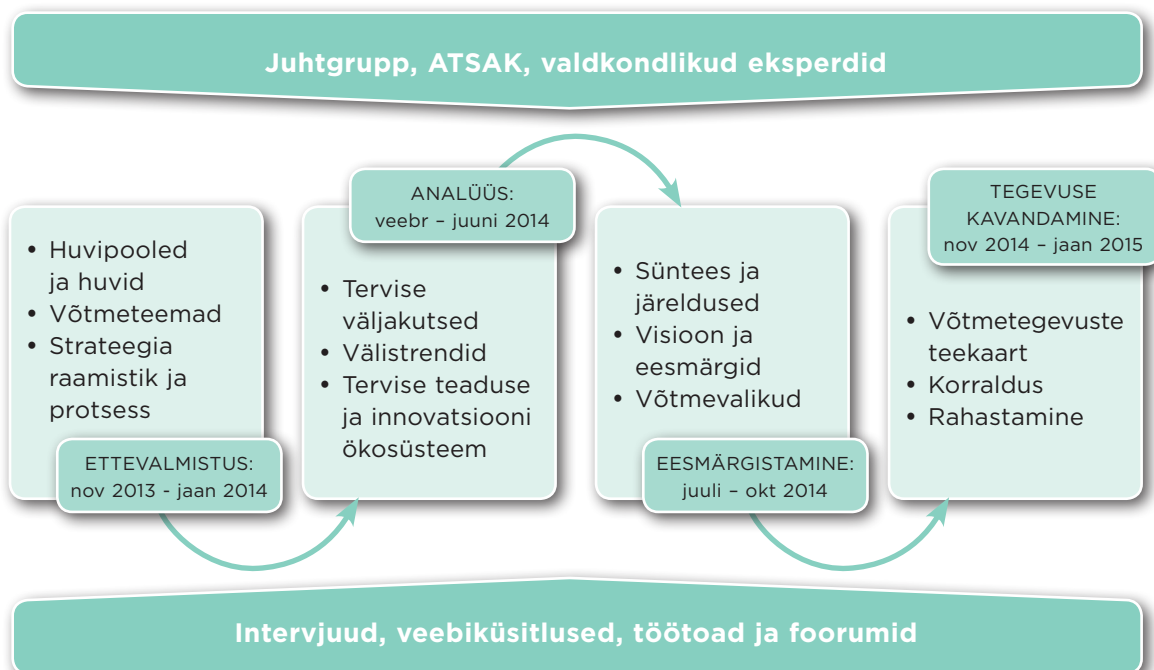 Juhtgrupp, ATSAK, valdkondlikud eksperdid
• Huvipooled
ja huvid
• Võtmeteemad
• Strateegia
raamistik ja
protsess
ETTEVALMISTUS:
nov 2013 - jaan 2014
ANALÜÜS:
veebr – juuni 2014
• Tervise
väljakutsed
• Välistrendid
• Tervise teaduse
ja innovatsiooni
ökosüsteem
• Süntees ja
järeldused
• Visioon ja
eesmärgid
• Võtmevalikud
EESMÄRGISTAMINE:
juuli – okt 2014
TEGEVUSE
KAVANDAMINE:
nov 2014 – jaan 2015
• Võtmetegevuste
teekaart
• Korraldus
• Rahastamine
Intervjuud, veebiküsitlused, töötoad ja foorumid